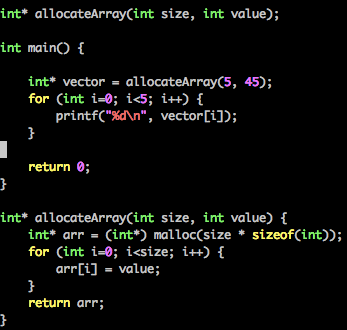 int* allocateArray(int size, int value);
int main() {
int* vector = allocateArray(5, 45);
for (int i=0; i<5; i++) {
printf("%d\n", vector[i]);
}
return 0;
}
int* allocateArray(int size, int value) {
int* arr = (int*) malloc(size * sizeof(int));
for (int i=0; i<size; i++) {
arr[i] = value;
}
return arr;
}